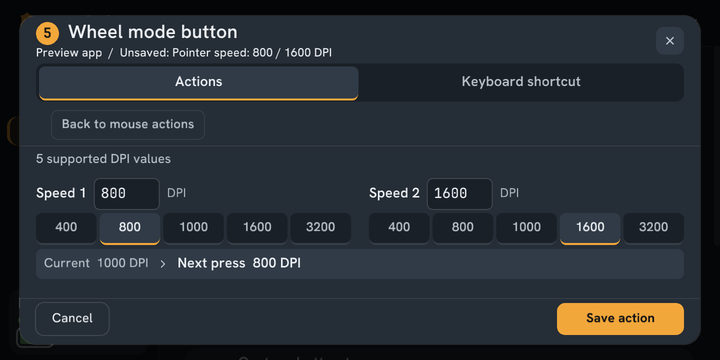 5 Wheel mode button
Preview app / Unsaved: Pointer speed: 800 / 1600 DPI
Actions Keyboard shortcut
Back to mouse actions
5 supported DPI values
Speed 1 800 DPI Speed 2 1600 DPI
400 800 1000 1600 3200 400 800 1000 1600 3200
Current 1000 DPI > Next press 800 DPI
Cancel Save action